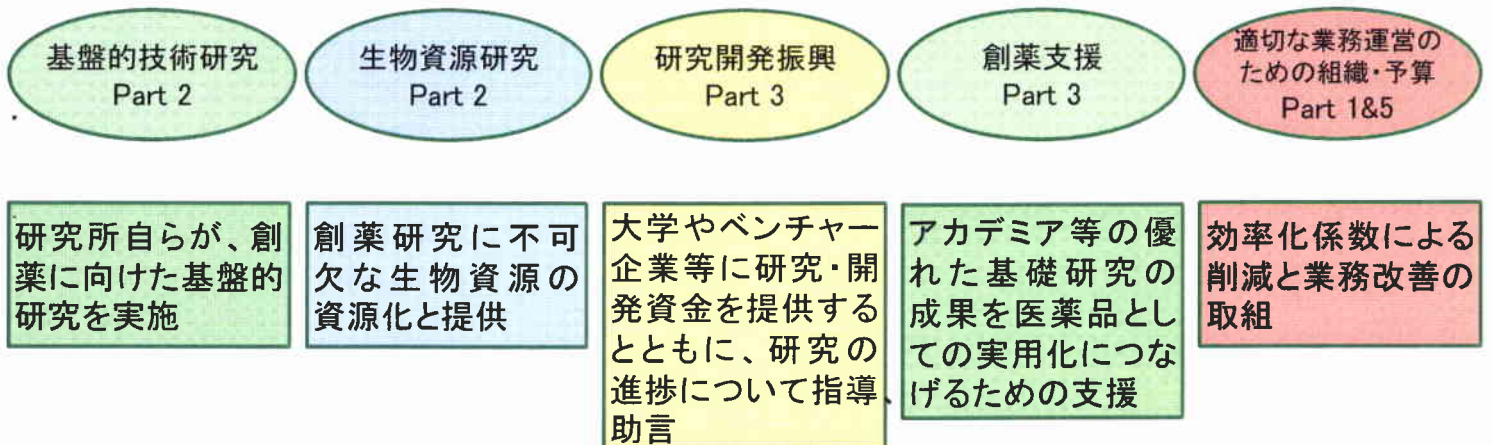 基盤的技術研究
Part 2
生物資源研究
Part 2
研究開発振興
Part 3
創薬支援
Part 3
適切な業務運営の
ための組織・予算
Part 1&5
研究所自らが、創
薬に向けた基盤的
研究を実施
創薬研究に不可
欠な生物資源の
資源化と提供
大学やベンチャー
企業等に研究・開
発資金を提供する
とともに、研究の
進捗について指導、
助言
アカデミア等の優
れた基礎研究の
成果を医薬品とし
ての実用化につな
げるための支援
効率化係数による
削減と業務改善の
取組